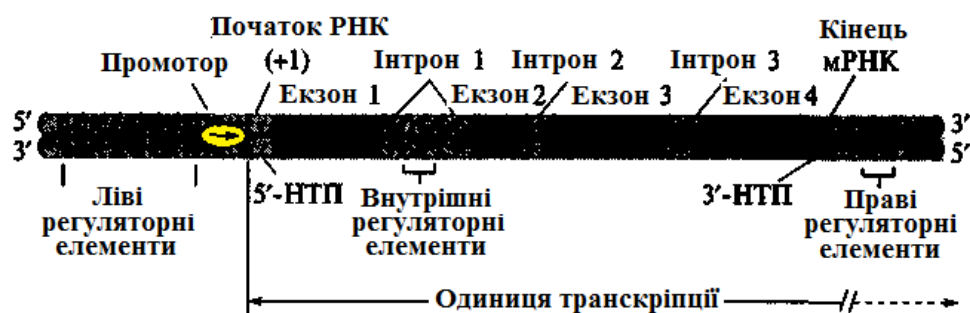 Початок РНК
(+1)
Промотор
Інтрон 1
Інтрон 2
Інтрон 3
Кінець
мРНК
Екзон 1
Екзон 2
Екзон 3
Екзон 4
5′
3′
3′
5′
5′-НТП
3′-НТП
Ліві
регуляторні
елементи
Внутрішні
регуляторні
елементи
Праві
регуляторні
елементи
Одиниця транскріпції